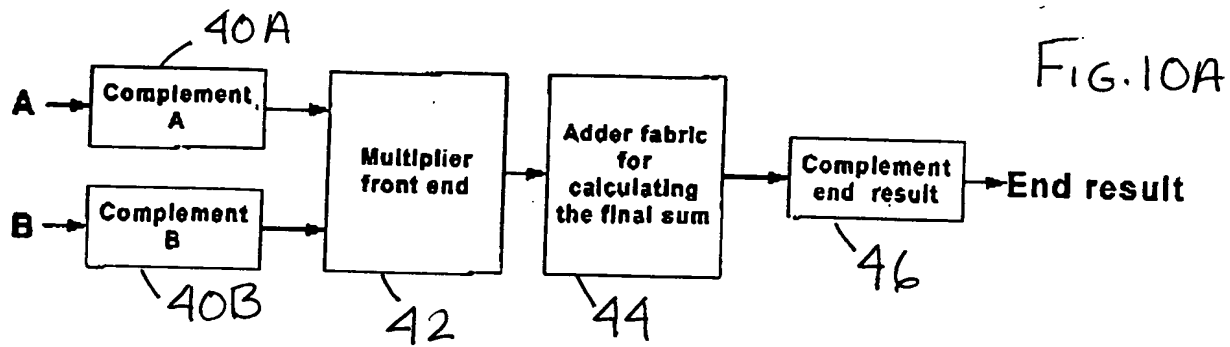 40A
FIG.10A
A
Complement
A
Multiplier
front end
Adder fabric
for
calculating
the final sum
Complement
end result
End result
B
Complement
B
40B
42
44
46